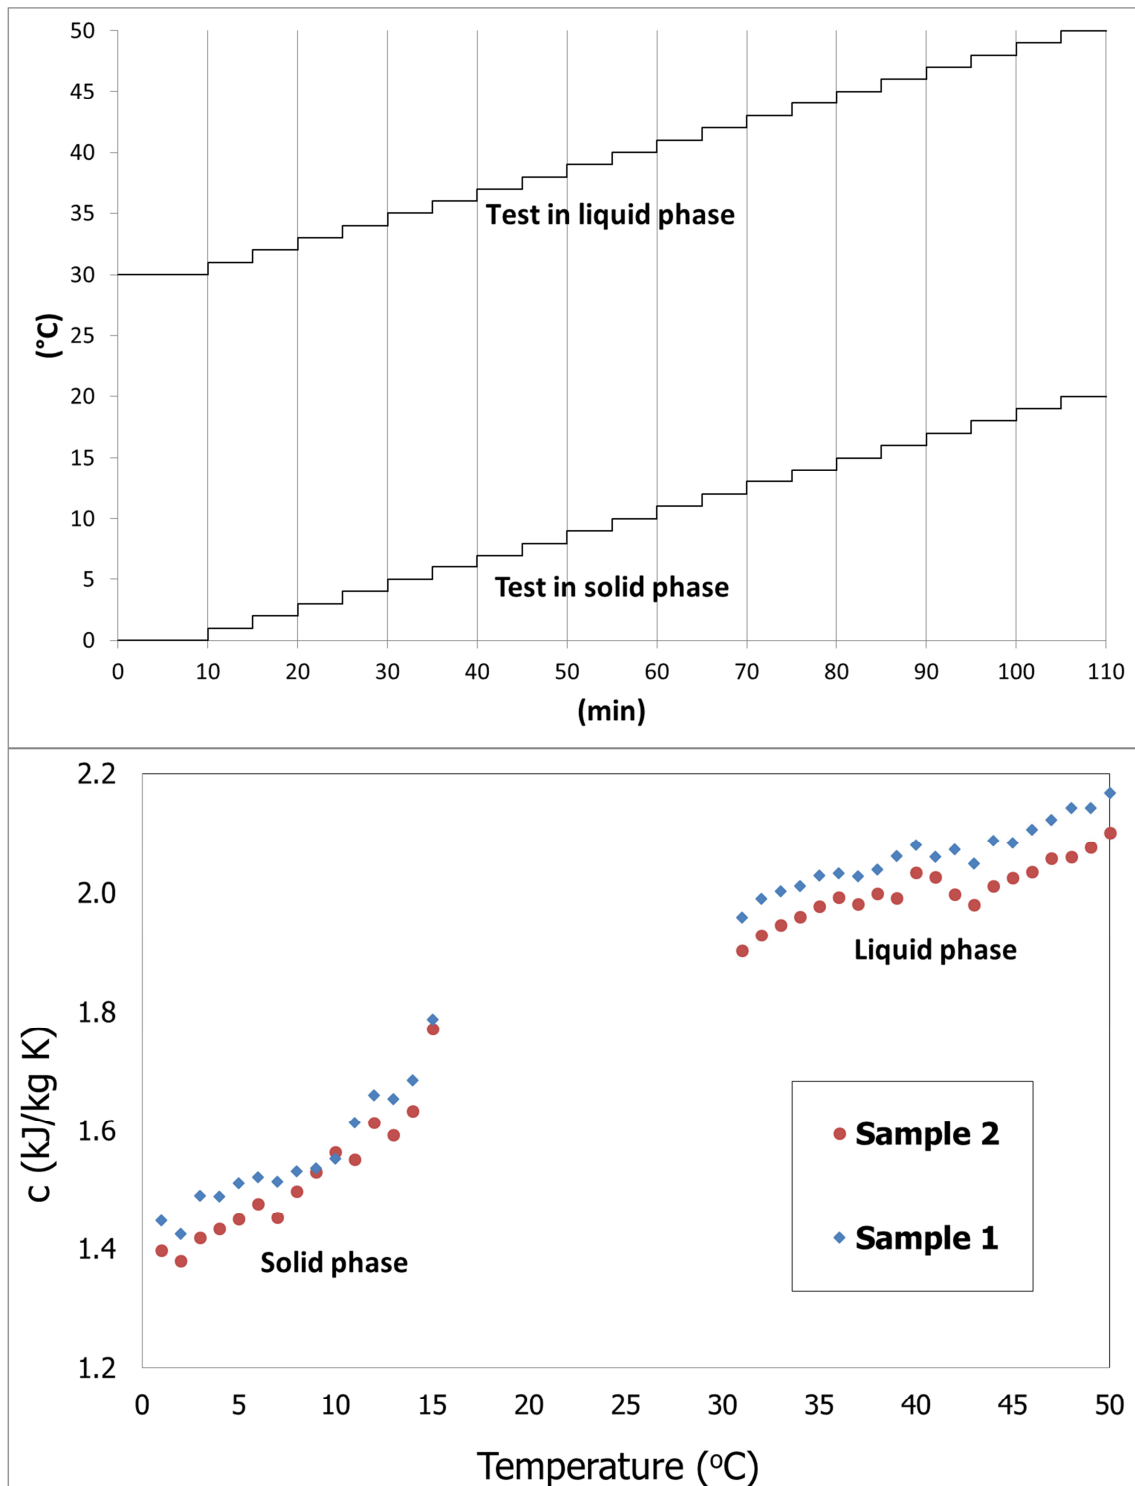 50
45
40
35
30
25
20
15
10
5
0
(°C)
Test in liquid phase
Test in solid phase
0 10 20 30 40 50 60 70 80 90 100 110
(min)
2.2
2.0
1.8
1.6
1.4
1.2
c (kJ/kg K)
Liquid phase
Solid phase
Sample 2
Sample 1
0 5 10 15 20 25 30 35 40 45 50
Temperature (ºC)